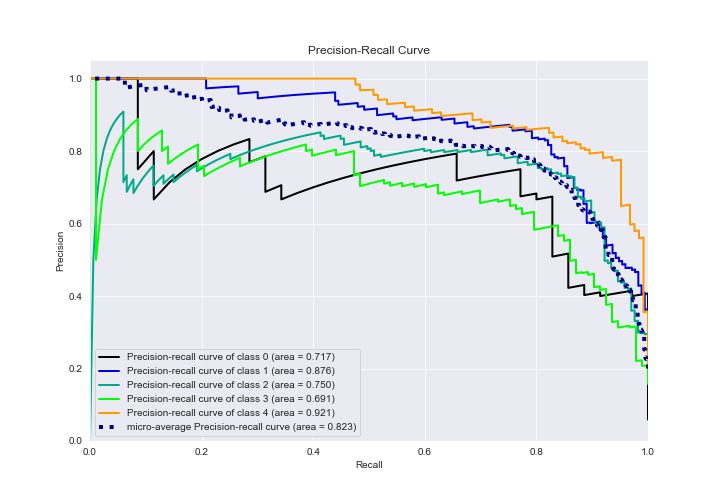 Precision-Recall Curve
1.0
0.8
0.6
0.4
0.2
0.0
Precision
Precision-recall curve of class 0 (area = 0.717)
Precision-recall curve of class 1 (area = 0.876)
Precision-recall curve of class 2 (area = 0.750)
Precision-recall curve of class 3 (area = 0.691)
Precision-recall curve of class 4 (area = 0.921)
micro-average Precision-recall curve (area = 0.823)
0.0 0.2 0.4 0.6 0.8 1.0
Recall